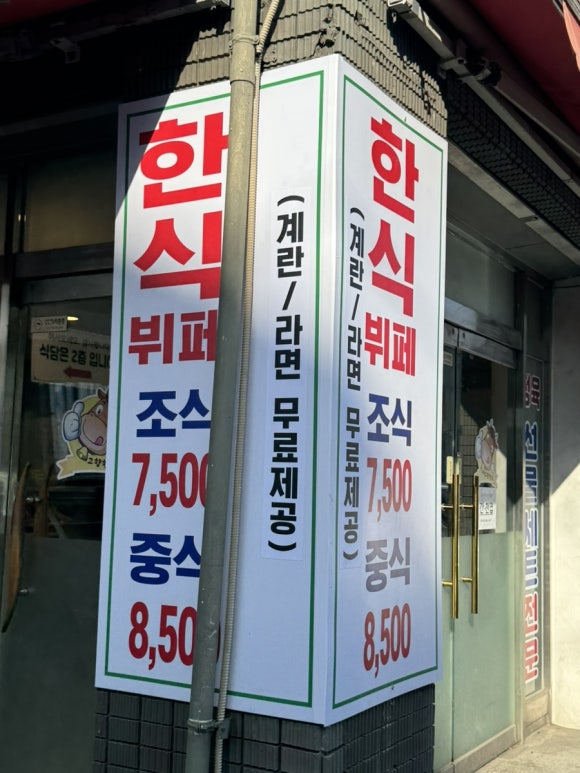 한식
뷔페
조식
7,500
중식
8,500
(계란/라면 무료제공)
한식
뷔페
조식
7,500
중식
8,500
(계란/라면 무료제공)
식당은 2층 입니다